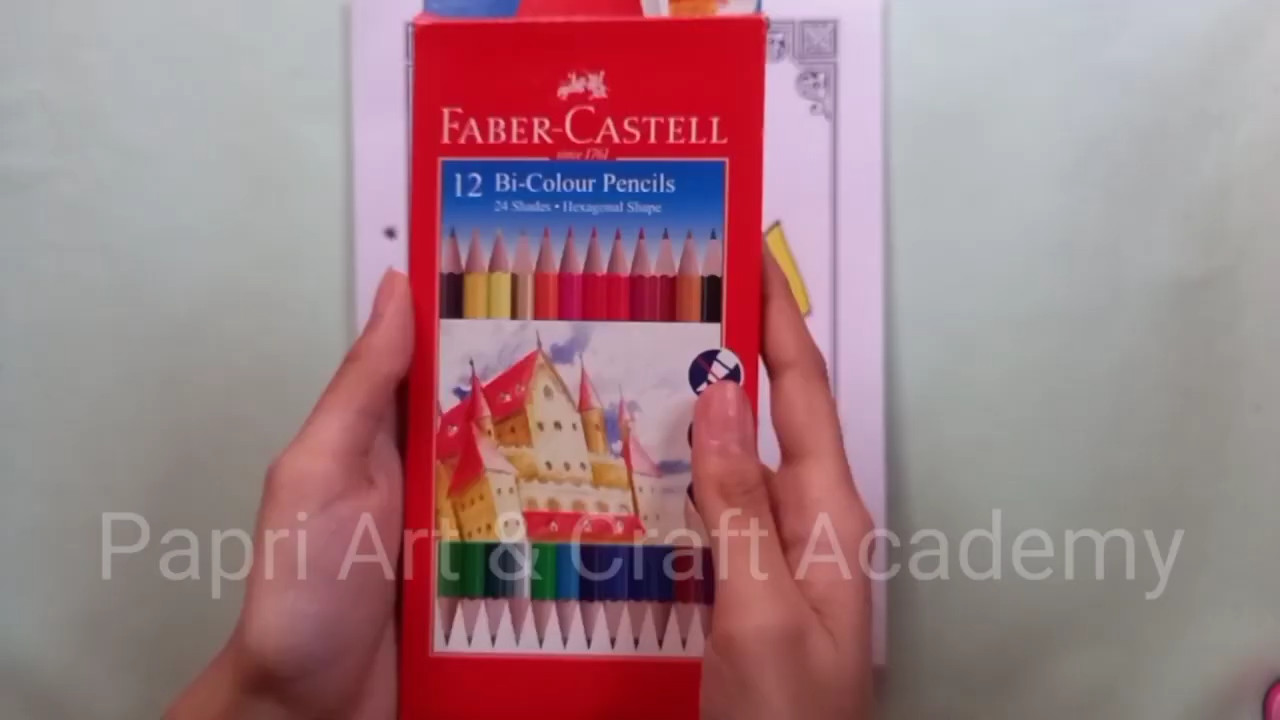 FABER-CASTELL
since 1761
12 Bi-Colour Pencils
24 Shades • Hexagonal Shape
Papri Art & Craft Academy